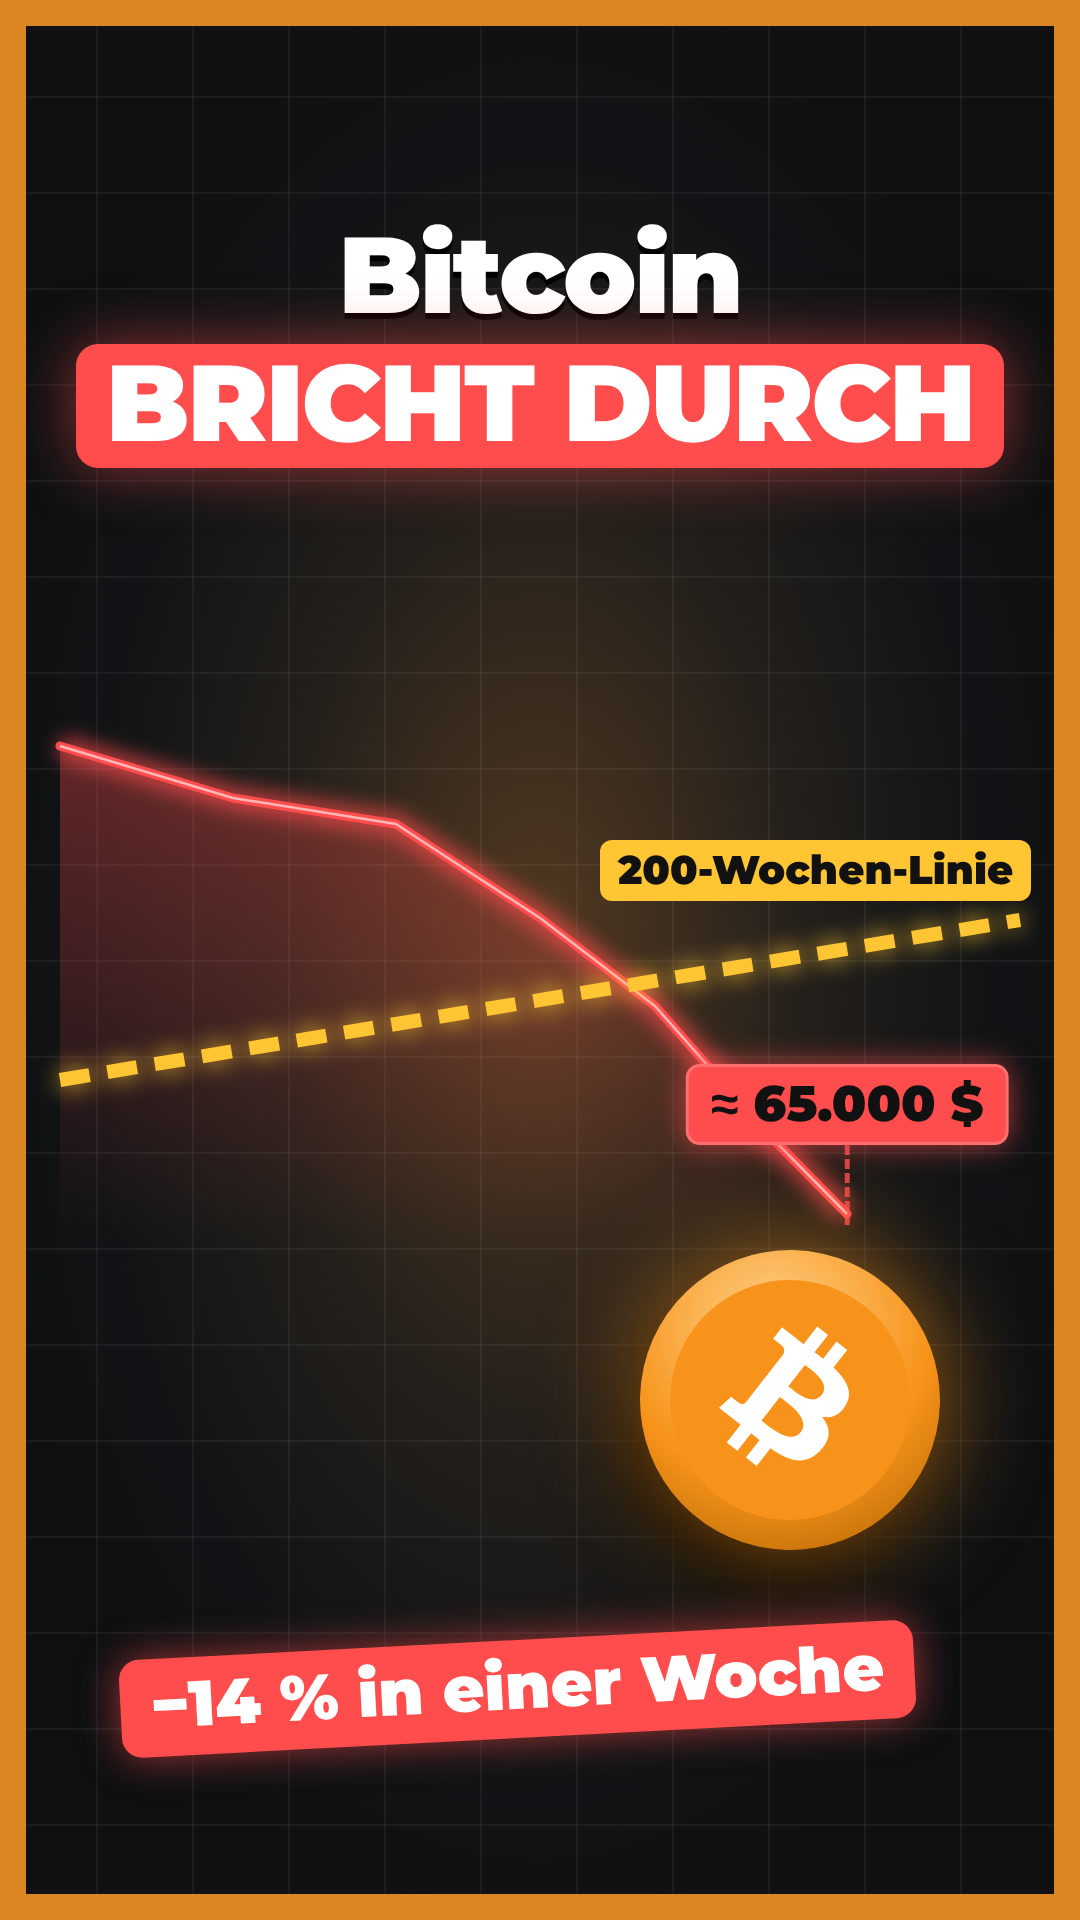 Bitcoin
BRICHT DURCH
200-Wochen-Linie
≈ 65.000 $
₿
–14 % in einer Woche